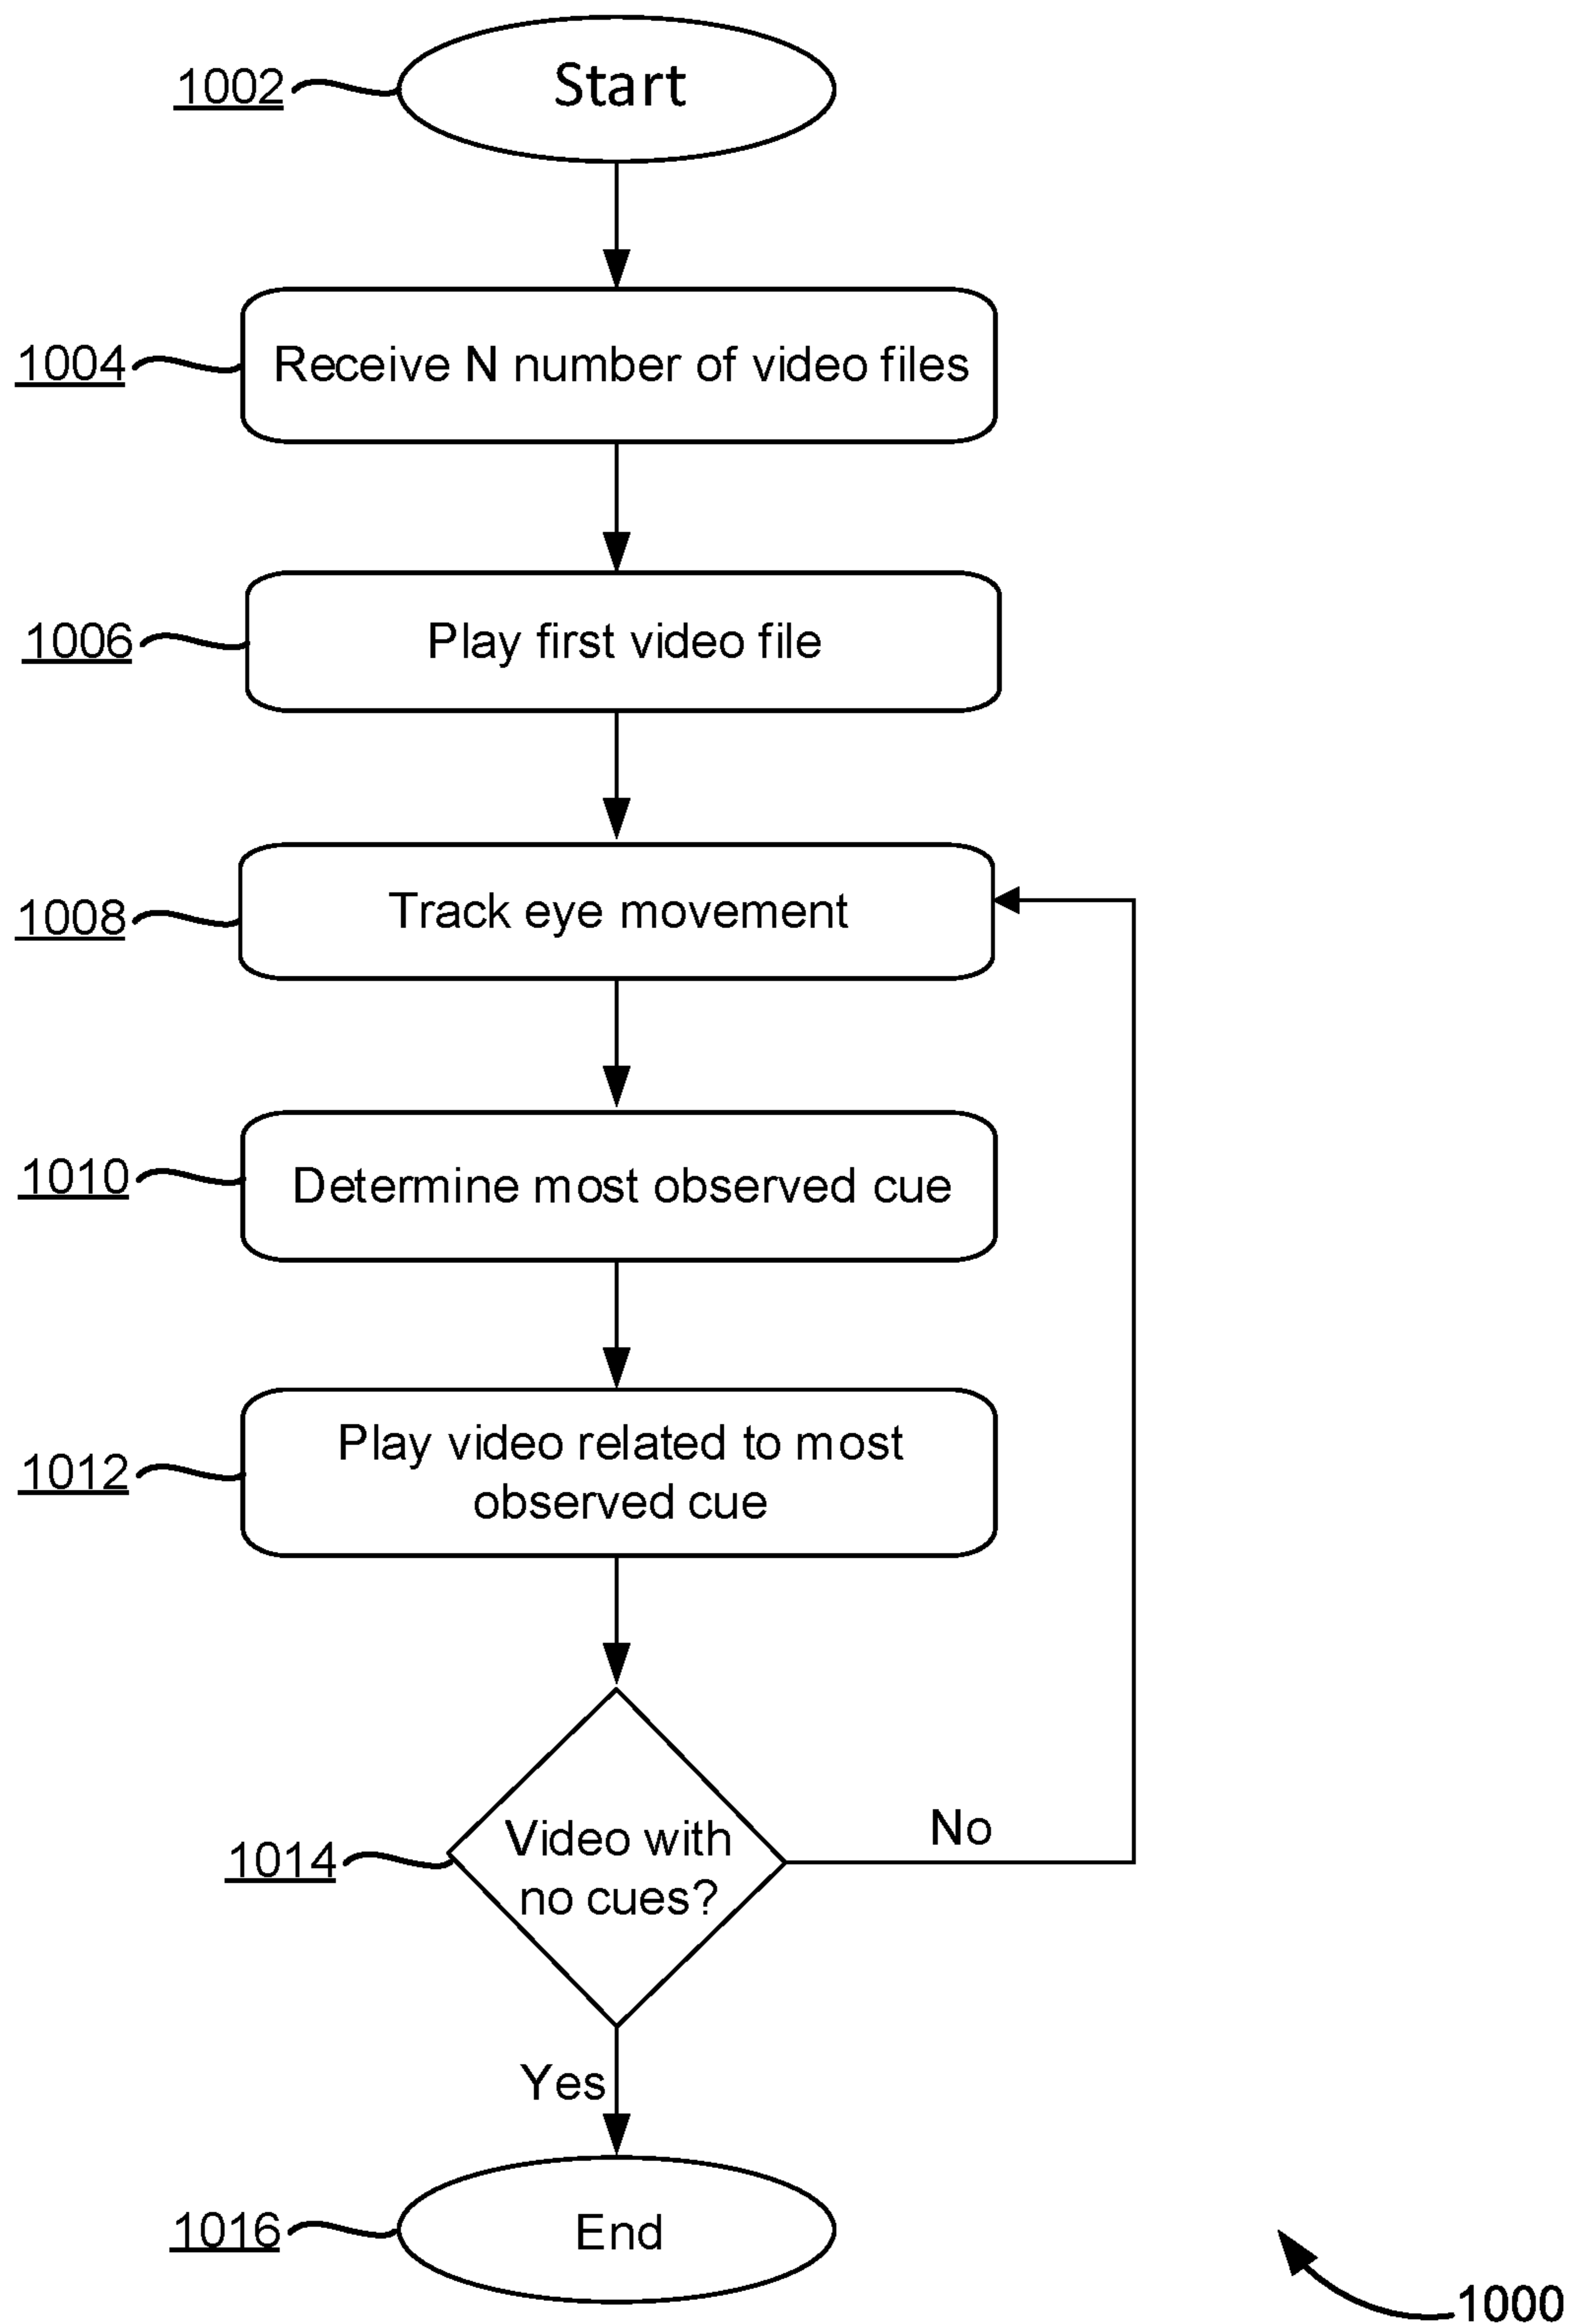 1002
Start
1004
Receive N number of video files
1006
Play first video file
1008
Track eye movement
1010
Determine most observed cue
1012
Play video related to most
observed cue
1014
Video with
no cues?
No
Yes
1016
End
1000